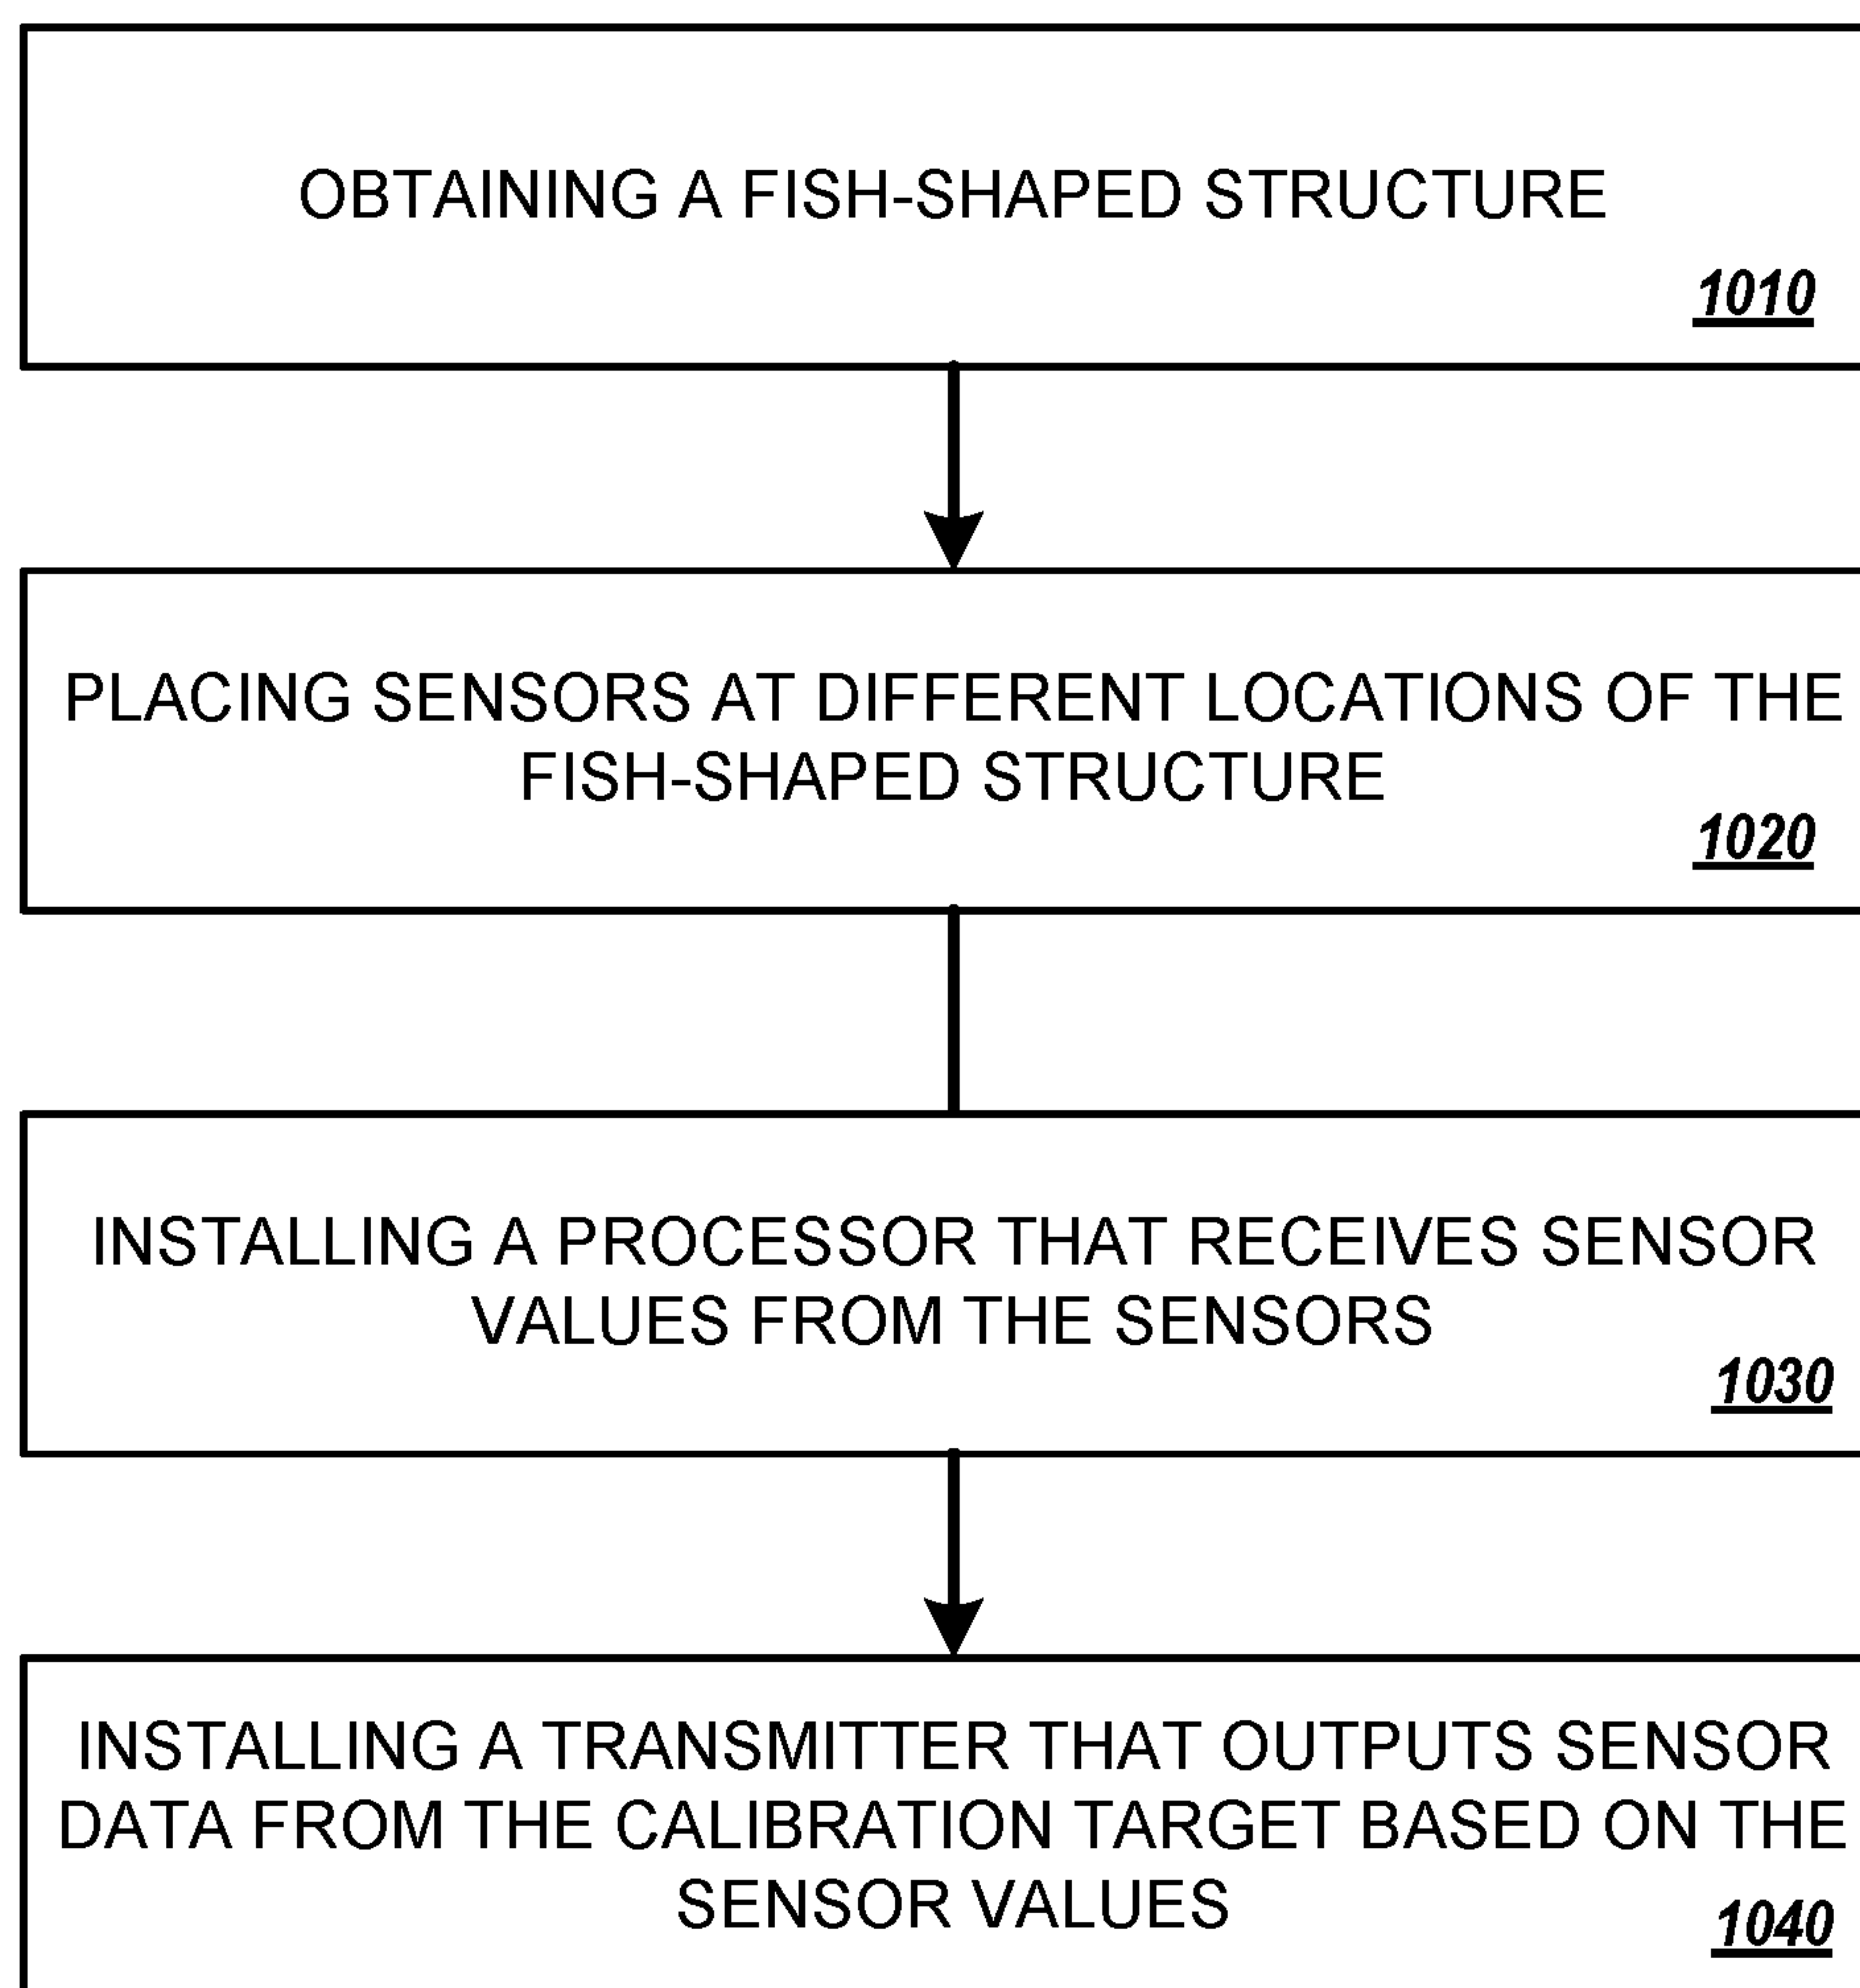 OBTAINING A FISH-SHAPED STRUCTURE
1010
PLACING SENSORS AT DIFFERENT LOCATIONS OF THE
FISH-SHAPED STRUCTURE
1020
INSTALLING A PROCESSOR THAT RECEIVES SENSOR
VALUES FROM THE SENSORS
1030
INSTALLING A TRANSMITTER THAT OUTPUTS SENSOR
DATA FROM THE CALIBRATION TARGET BASED ON THE
SENSOR VALUES
1040